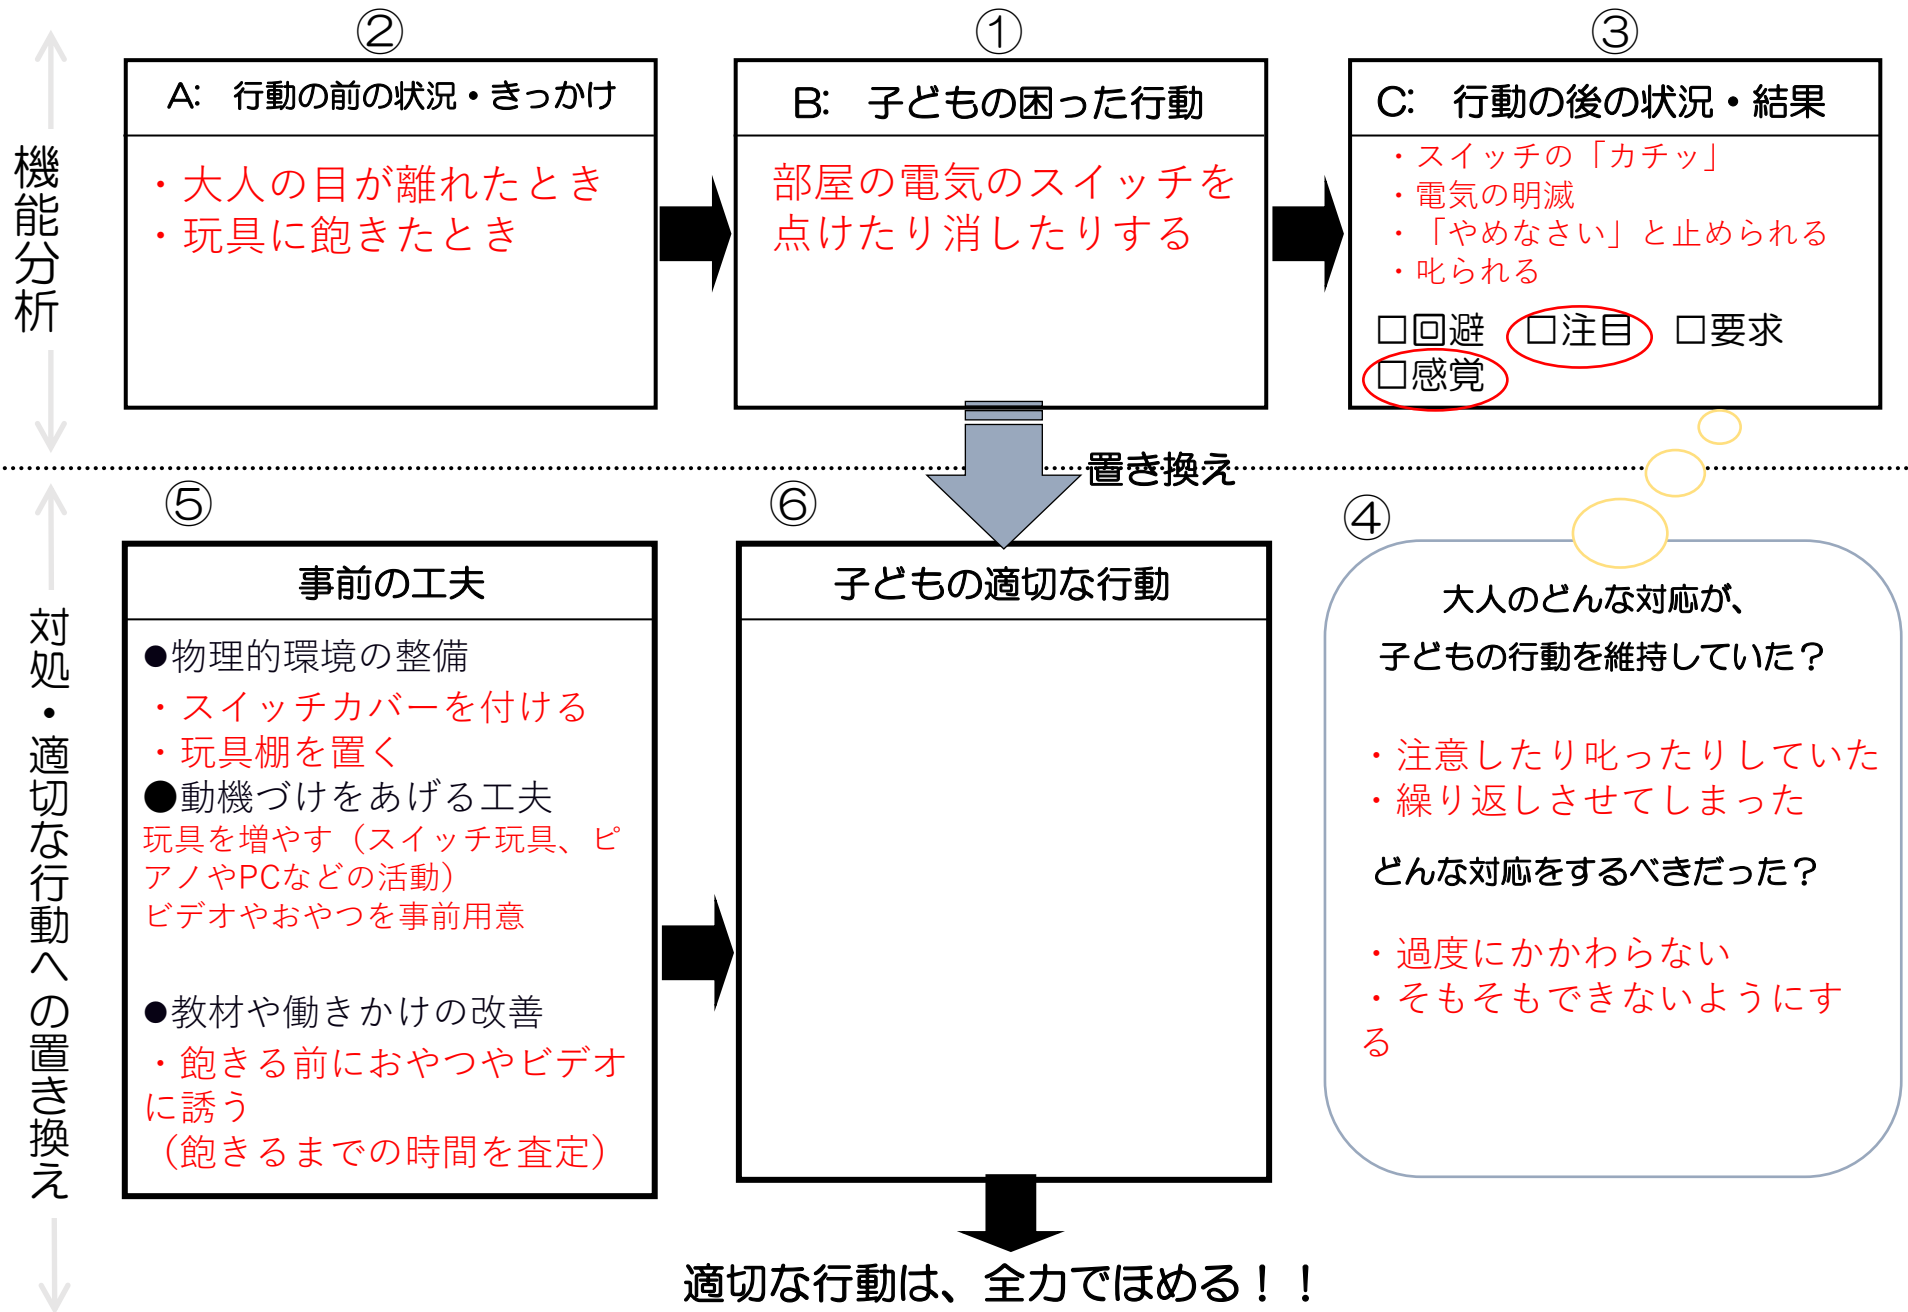 機能分析
②
A:　行動の前の状況・きっかけ
・大人の目が離れたとき
・玩具に飽きたとき
①
B:　子どもの困った行動
部屋の電気のスイッチを
点けたり消したりする
③
C:　行動の後の状況・結果
・スイッチの「カチッ」
・電気の明滅
・「やめなさい」と止められる
・叱られる
□回避　□注目　□要求
□感覚
置き換え
対処・適切な行動への置き換え
⑤
事前の工夫
●物理的環境の整備
・スイッチカバーを付ける
・玩具棚を置く
●動機づけをあげる工夫
玩具を増やす（スイッチ玩具、ピ
アノやPCなどの活動）
ビデオやおやつを事前用意
●教材や働きかけの改善
・飽きる前におやつやビデオ
に誘う
（飽きるまでの時間を査定）
⑥
子どもの適切な行動
④
大人のどんな対応が、
子どもの行動を維持していた？
・注意したり叱ったりしていた
・繰り返しさせてしまった
どんな対応をするべきだった？
・過度にかかわらない
・そもそもできないようにす
る
適切な行動は、全力でほめる！！